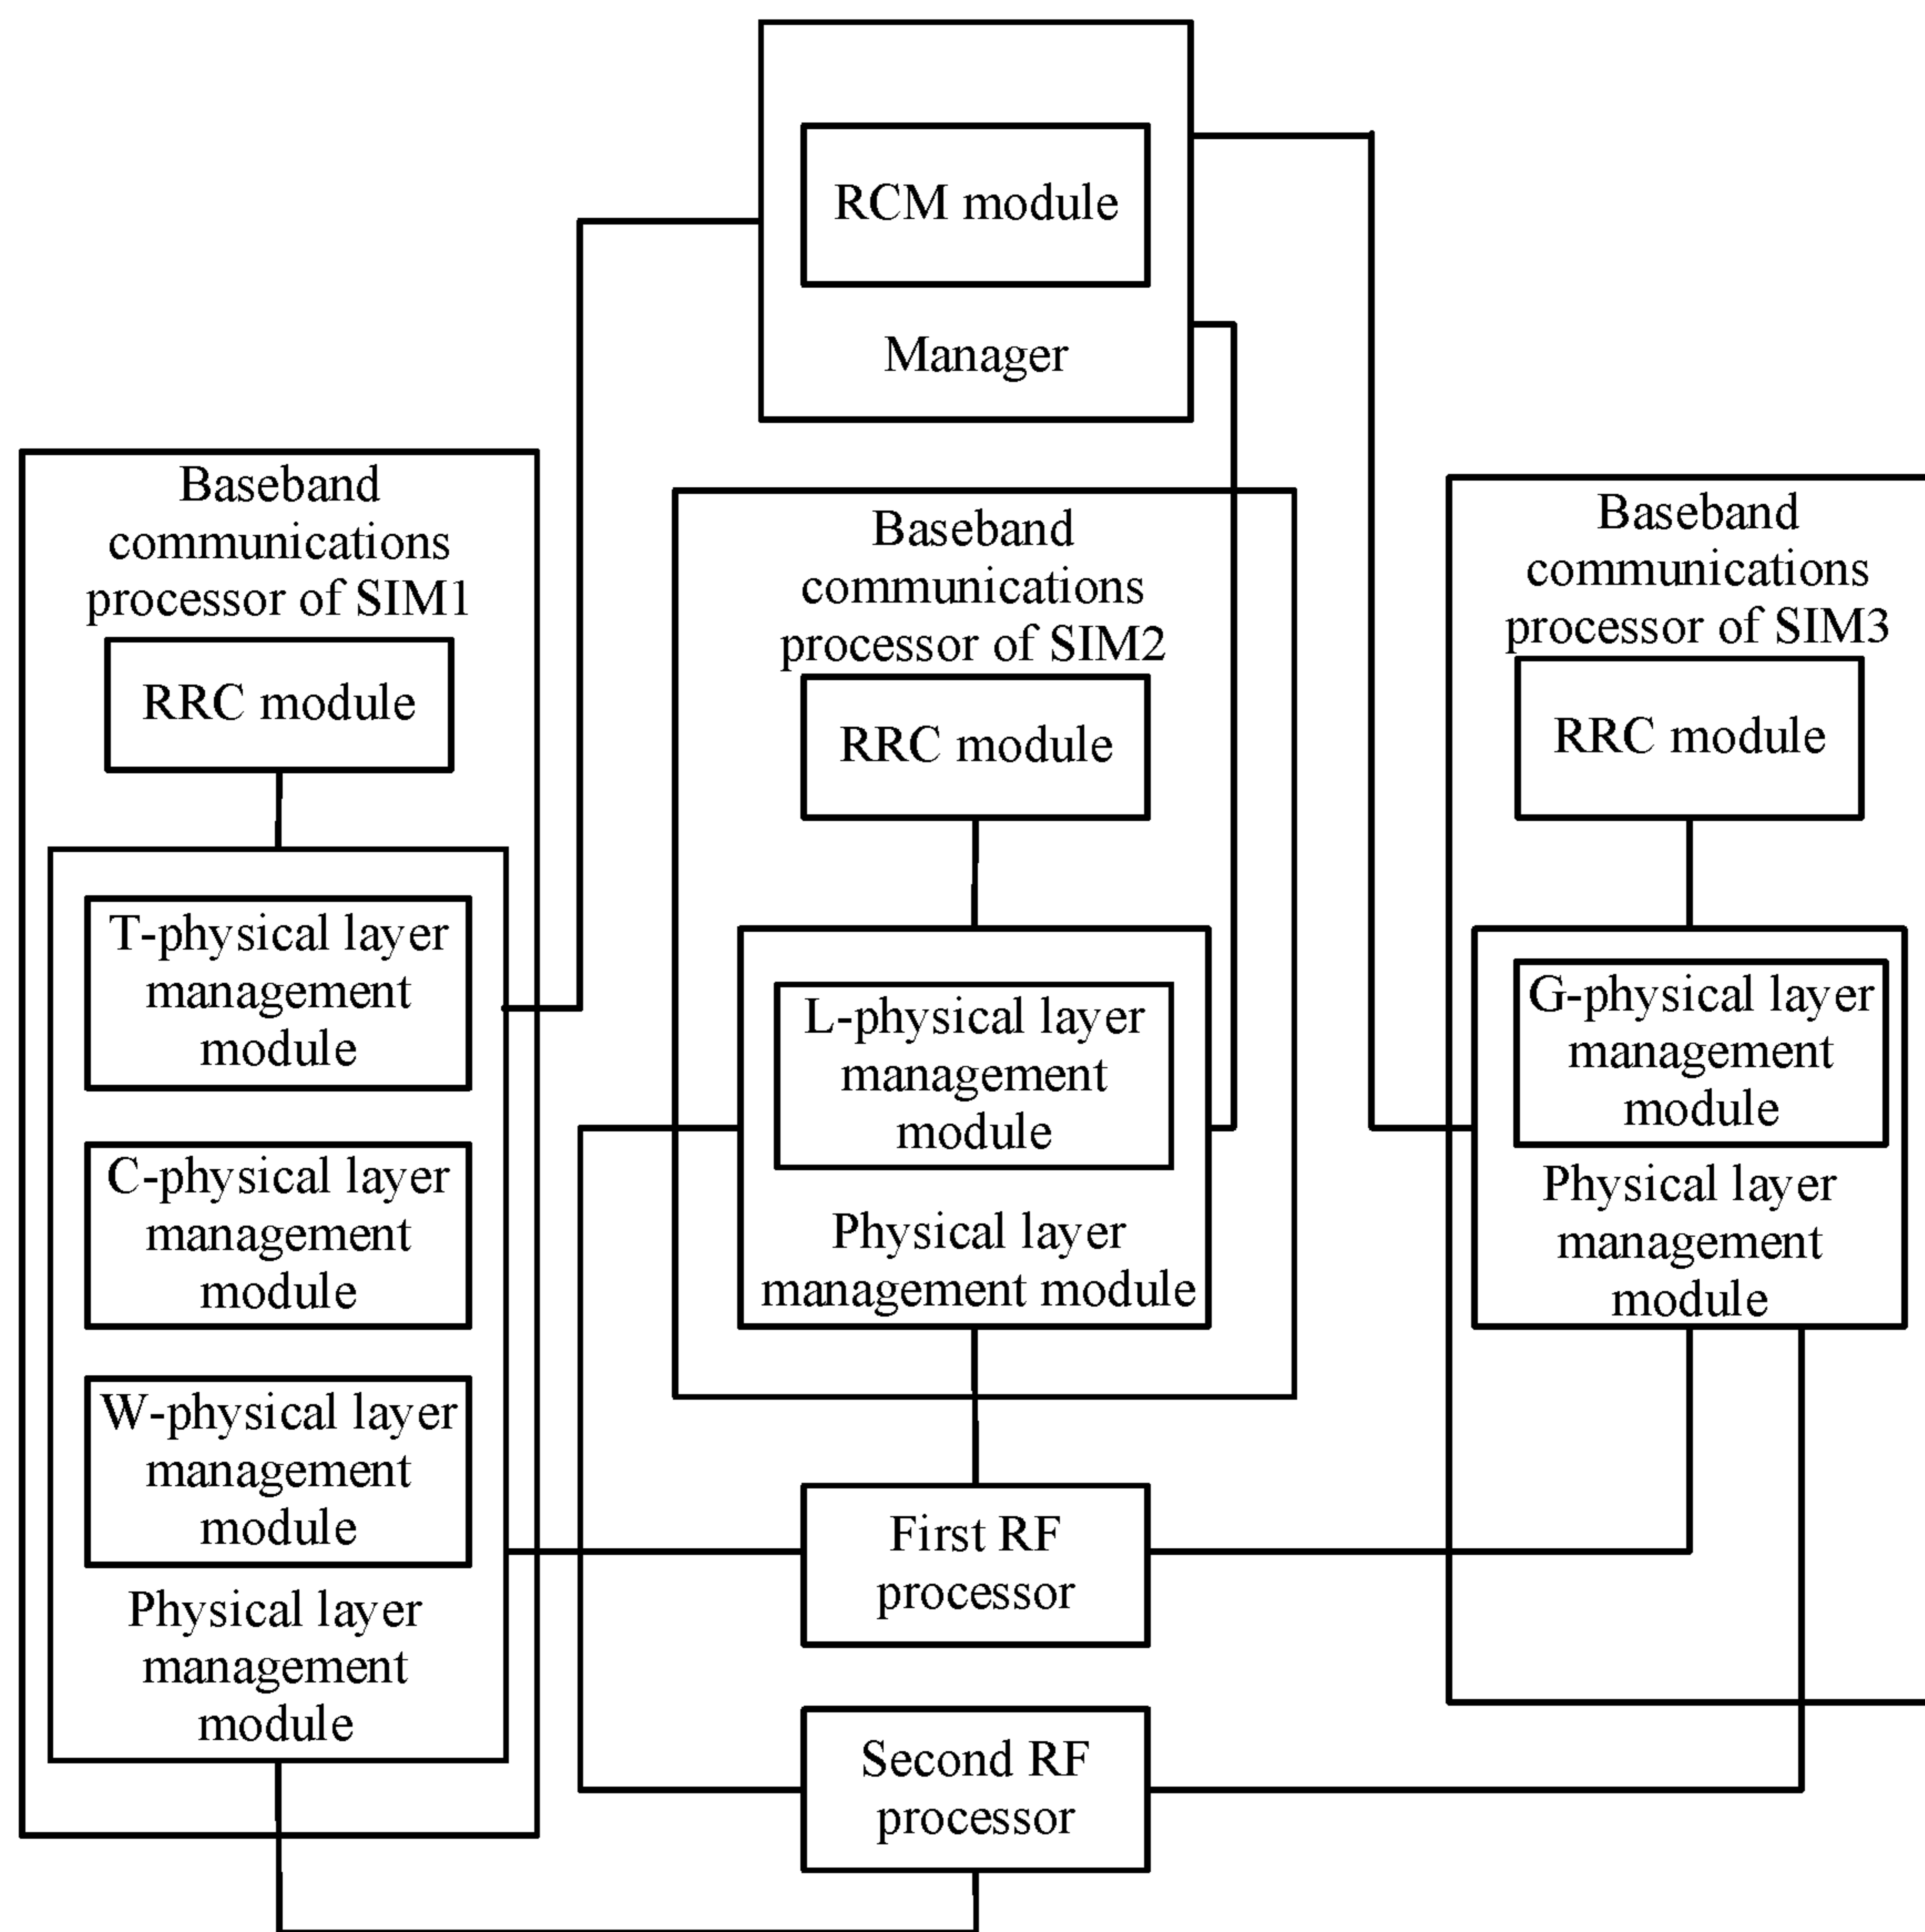 RCM module
Manager
Baseband
communications
processor of SIM1
RRC module
T-physical layer
management
module
C-physical layer
management
module
W-physical layer
management
module
Physical layer
management
module
Baseband
communications
processor of SIM2
RRC module
L-physical layer
management
module
Physical layer
management module
Baseband
communications
processor of SIM3
RRC module
G-physical layer
management
module
Physical layer
management
module
First RF
processor
Second RF
processor